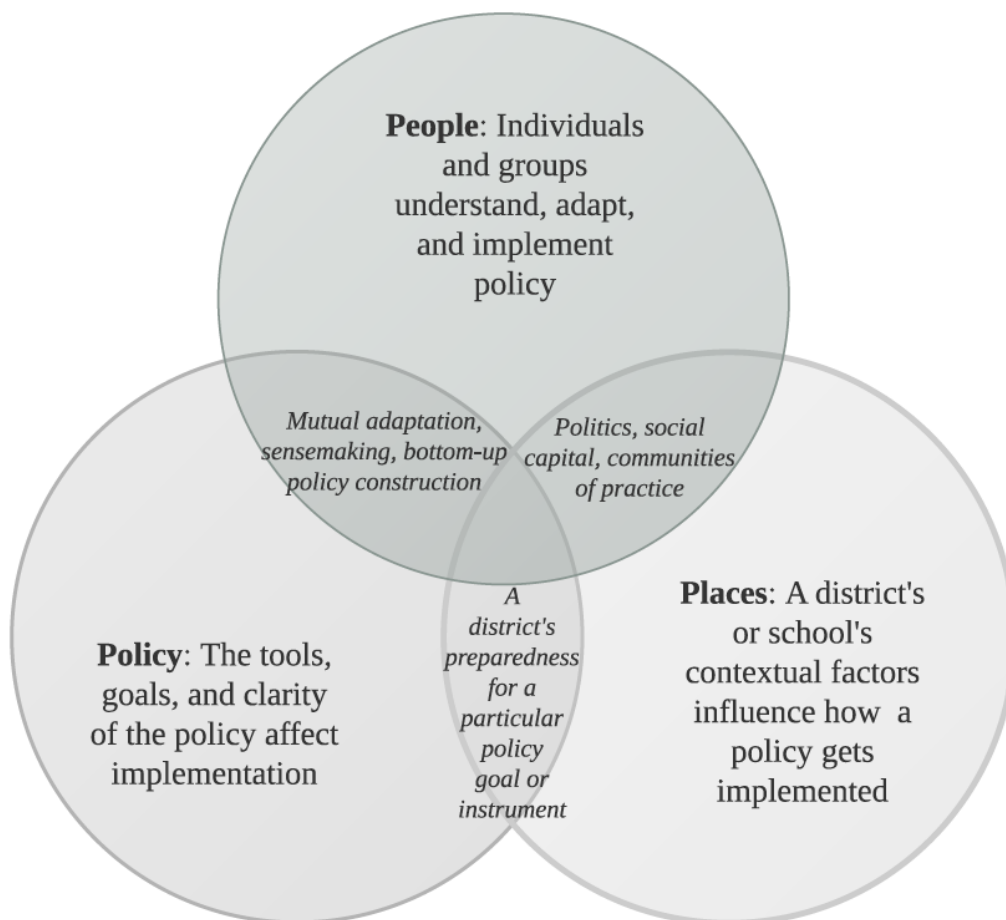 People: Individuals
and groups
understand, adapt,
and implement
policy
Mutual adaptation,
sensemaking, bottom-up
policy construction
Politics, social
capital, communities
of practice
Policy: The tools,
goals, and clarity
of the policy affect
implementation
A
district's
preparedness
for a
particular
policy
goal or
instrument
Places: A district's
or school's
contextual factors
influence how a
policy gets
implemented